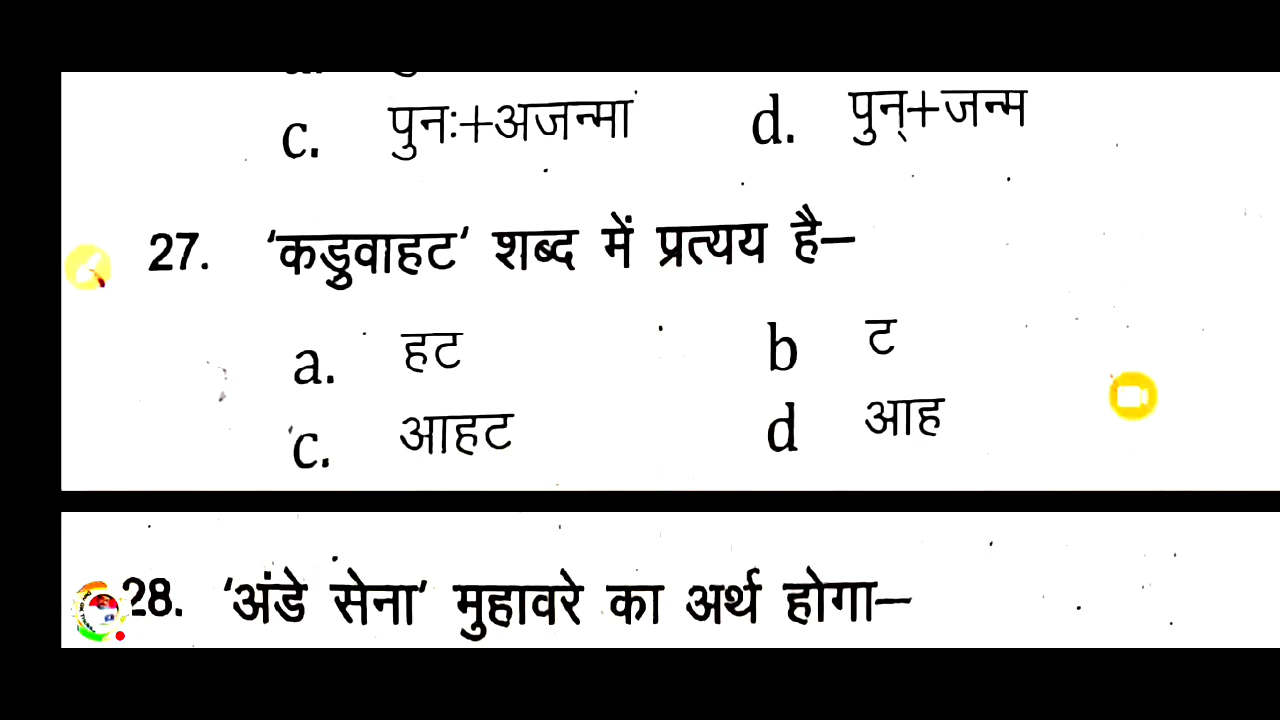 c. पुनः+अजन्मा d. पुन्+जन्म
27. 'कड़ुवाहट' शब्द में प्रत्यय है–
a. हट b ट
c. आहट d आह
28. 'अंडे सेना' मुहावरे का अर्थ होगा–